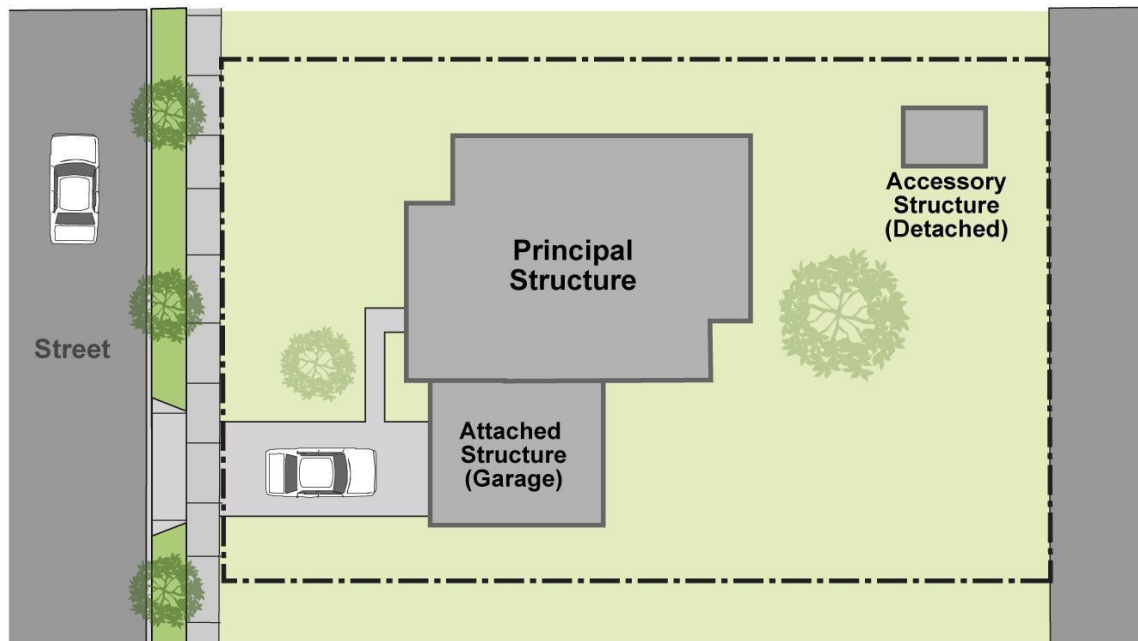 Accessory
Structure
(Detached)
Principal
Structure
Street
Attached
Structure
(Garage)